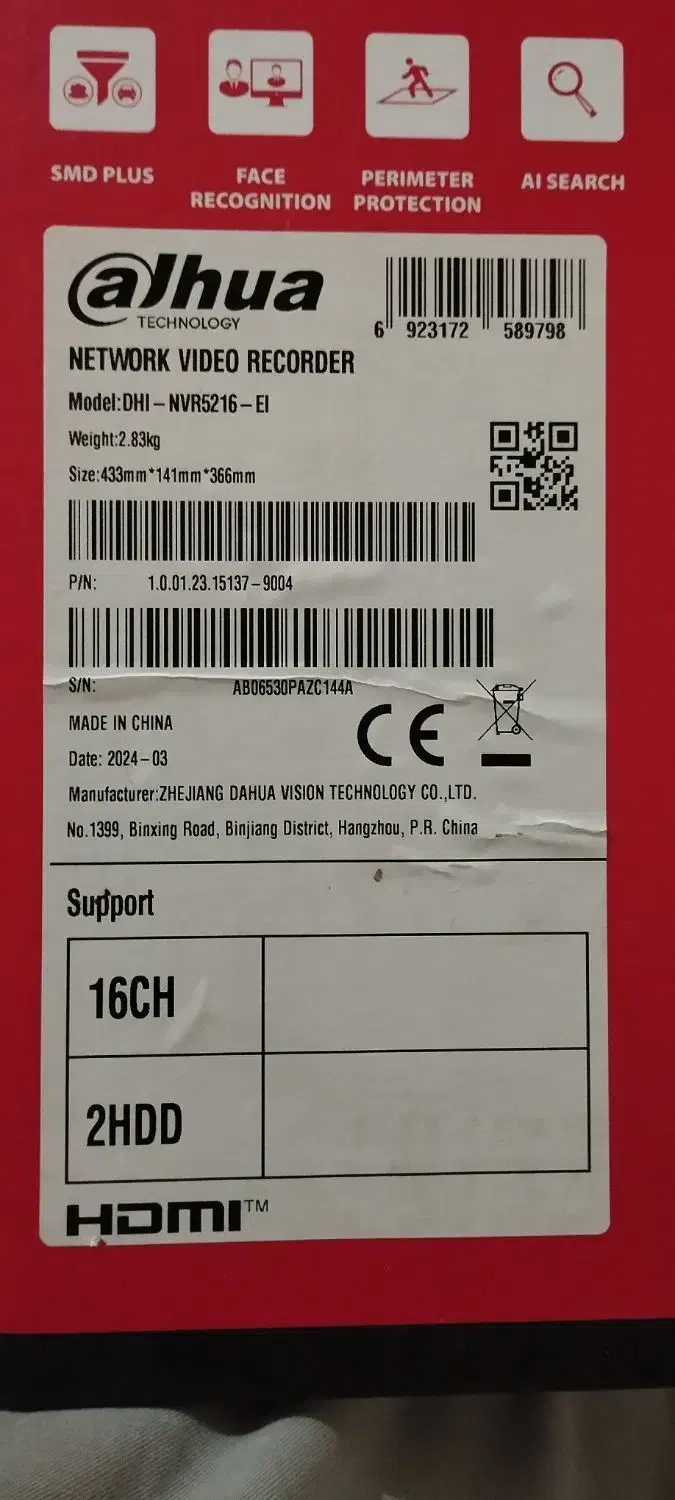 SMD PLUS
FACE RECOGNITION
PERIMETER PROTECTION
AI SEARCH
alhua
TECHNOLOGY
6 923172 589798
NETWORK VIDEO RECORDER
Model:DHI-NVR5216-EI
Weight:2.83kg
Size:433mm*141mm*366mm
P/N: 1.0.01.23.15137-9004
S/N: AB06530PAZC144A
CE
MADE IN CHINA
Date: 2024-03
Manufacturer:ZHEJIANG DAHUA VISION TECHNOLOGY CO.,LTD.
No.1399, Binxing Road, Binjiang District, Hangzhou, P.R. China
Support
16CH
2HDD
HDMI™